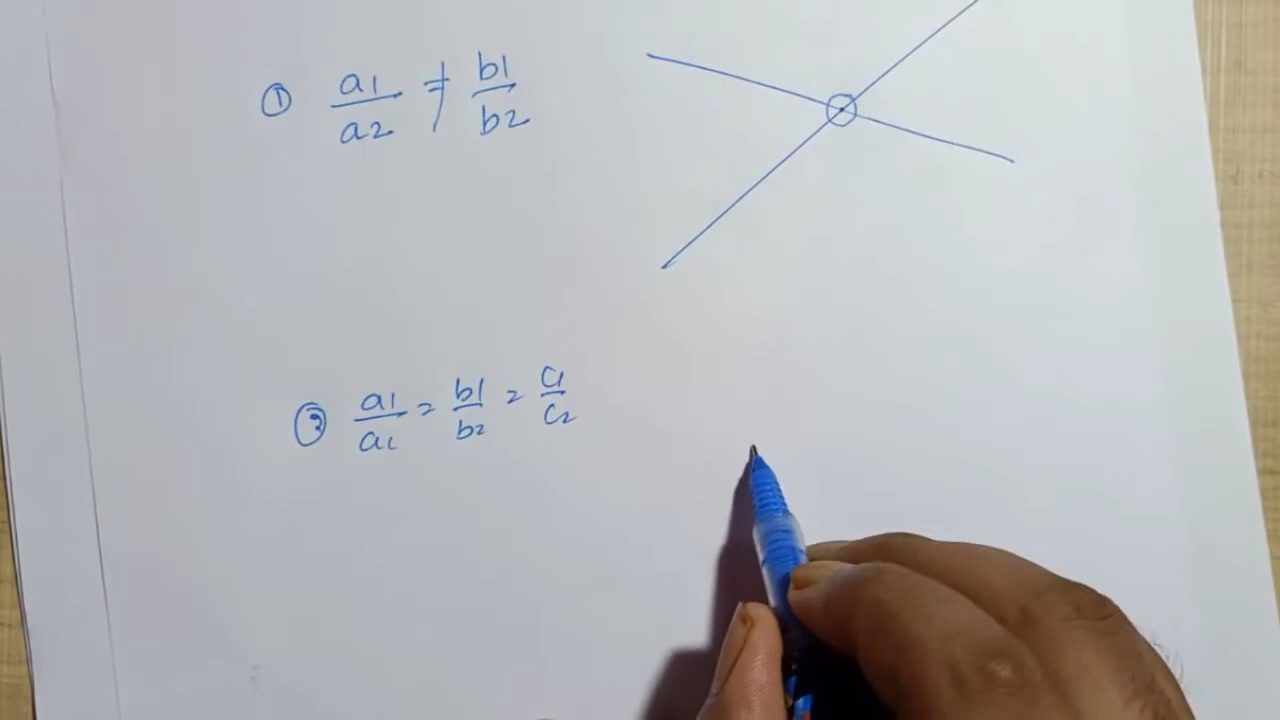 ① a1/a2 ≠ b1/b2
② a1/a2 = b1/b2 = c1/c2